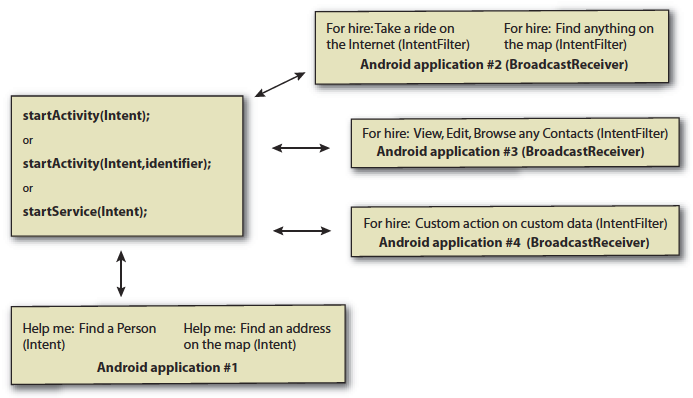 For hire:Take a ride on
the Internet (IntentFilter)
For hire: Find anything on
the map (IntentFilter)
Android application #2 (BroadcastReceiver)
startActivity(Intent);
or
startActivity(Intent,identifier);
or
startService(Intent);
For hire: View, Edit, Browse any Contacts (IntentFilter)
Android application #3 (BroadcastReceiver)
For hire: Custom action on custom data (IntentFilter)
Android application #4 (BroadcastReceiver)
Help me: Find a Person
(Intent)
Help me: Find an address
on the map (Intent)
Android application #1